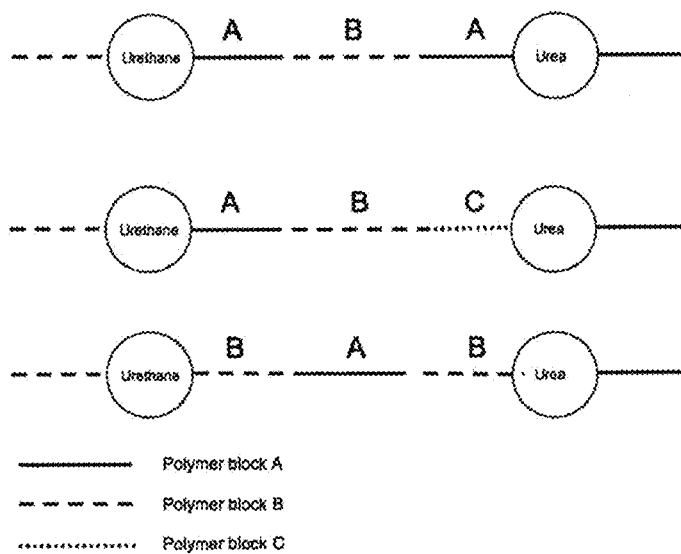 A B A
Urethane Urea
A B C
Urethane Urea
B A B
Urethane Urea
Polymer block A
Polymer block B
Polymer block C